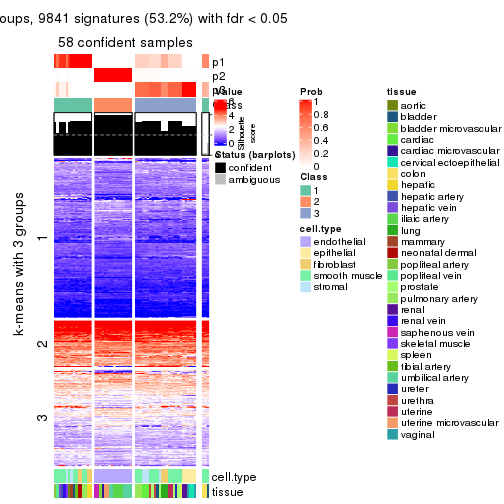 oups, 9841 signatures (53.2%) with fdr < 0.05
58 confident samples
p1
p2
Value
4
2
0
Silhouette
score
Status (barplots)
confident
ambiguous
Prob
1
0.8
0.6
0.4
0.2
0
Class
1
2
3
cell.type
endothelial
epithelial
fibroblast
smooth muscle
stromal
tissue
aortic
bladder
bladder microvascular
cardiac
cardiac microvascular
cervical ectoepithelial
colon
hepatic
hepatic artery
hepatic vein
iliac artery
lung
mammary
neonatal dermal
popliteal artery
popliteal vein
prostate
pulmonary artery
renal
renal vein
saphenous vein
skeletal muscle
spleen
tibial artery
umbilical artery
ureter
urethra
uterine
uterine microvascular
vaginal
k-means with 3 groups
1
2
3
cell.type
tissue